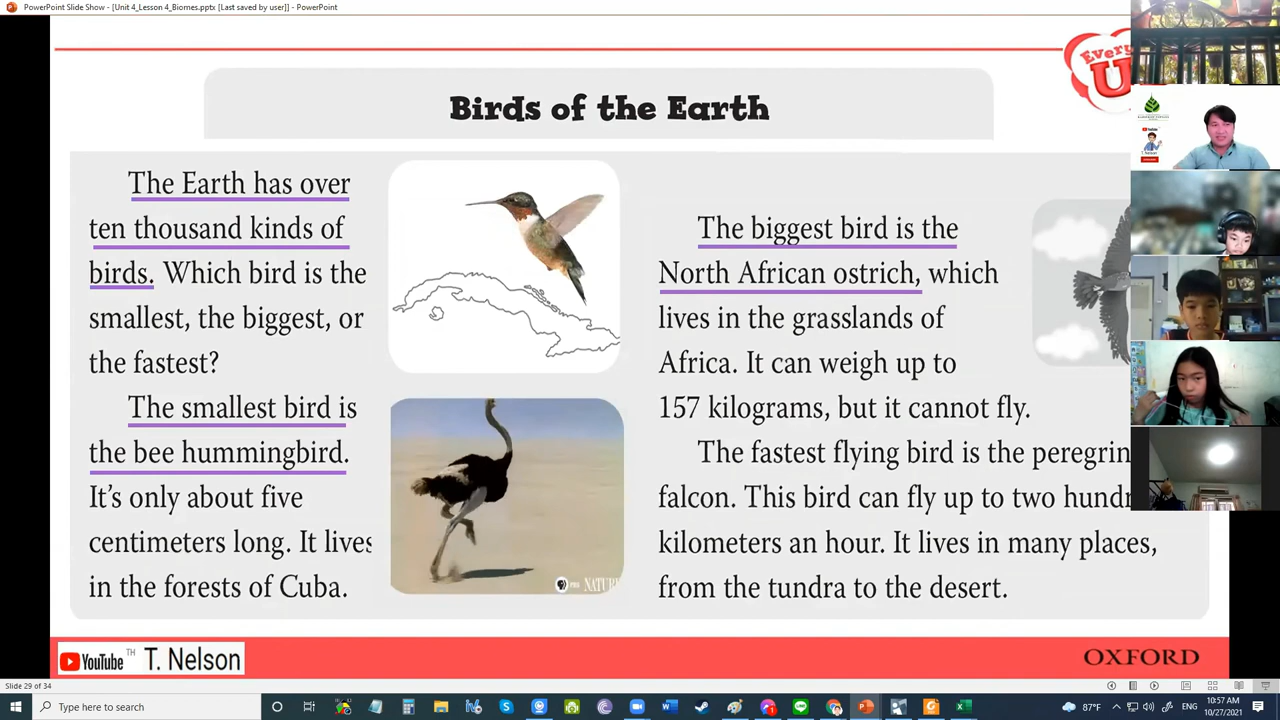 PowerPoint Slide Show - [Unit 4_Lesson 4_Biomes.pptx [Last saved by user]] - PowerPoint
Every
U
Birds of the Earth
The Earth has over
ten thousand kinds of
birds. Which bird is the
smallest, the biggest, or
the fastest?
The smallest bird is
the bee hummingbird.
It's only about five
centimeters long. It lives
in the forests of Cuba.
PBS NATURE
The biggest bird is the
North African ostrich, which
lives in the grasslands of
Africa. It can weigh up to
157 kilograms, but it cannot fly.
The fastest flying bird is the peregrin
falcon. This bird can fly up to two hundr
kilometers an hour. It lives in many places,
from the tundra to the desert.
YouTube
T. Nelson
YouTube TH T. Nelson
OXFORD
Slide 29 of 34
Type here to search
87°F
ENG
10:57 AM
10/27/2021